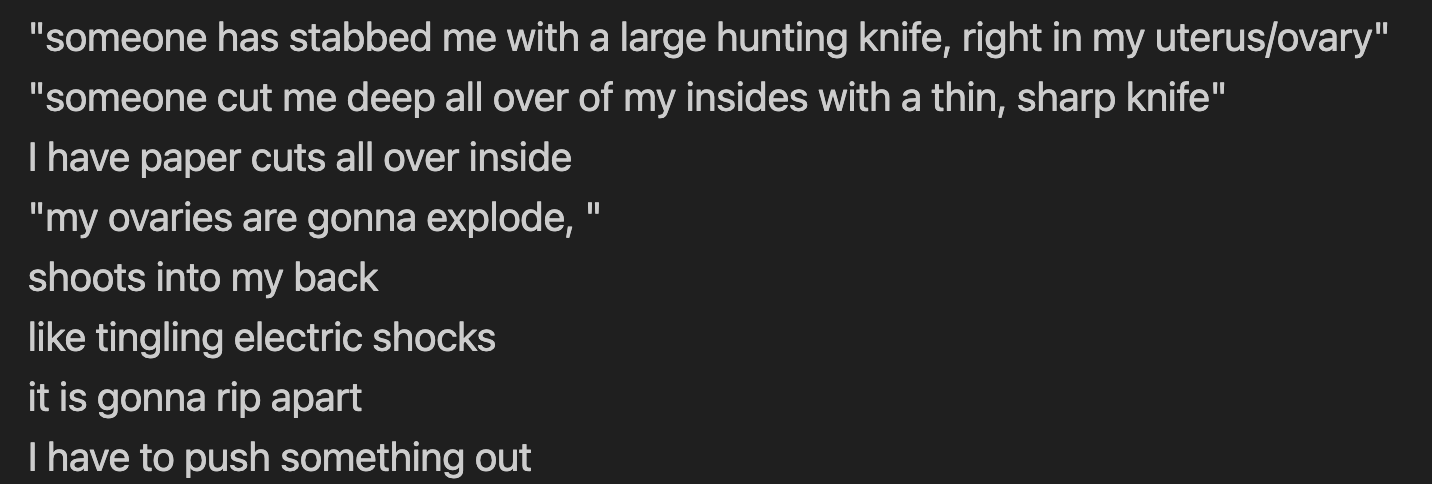 "someone has stabbed me with a large hunting knife, right in my uterus/ovary"
"someone cut me deep all over of my insides with a thin, sharp knife"
I have paper cuts all over inside
"my ovaries are gonna explode, "
shoots into my back
like tingling electric shocks
it is gonna rip apart
I have to push something out